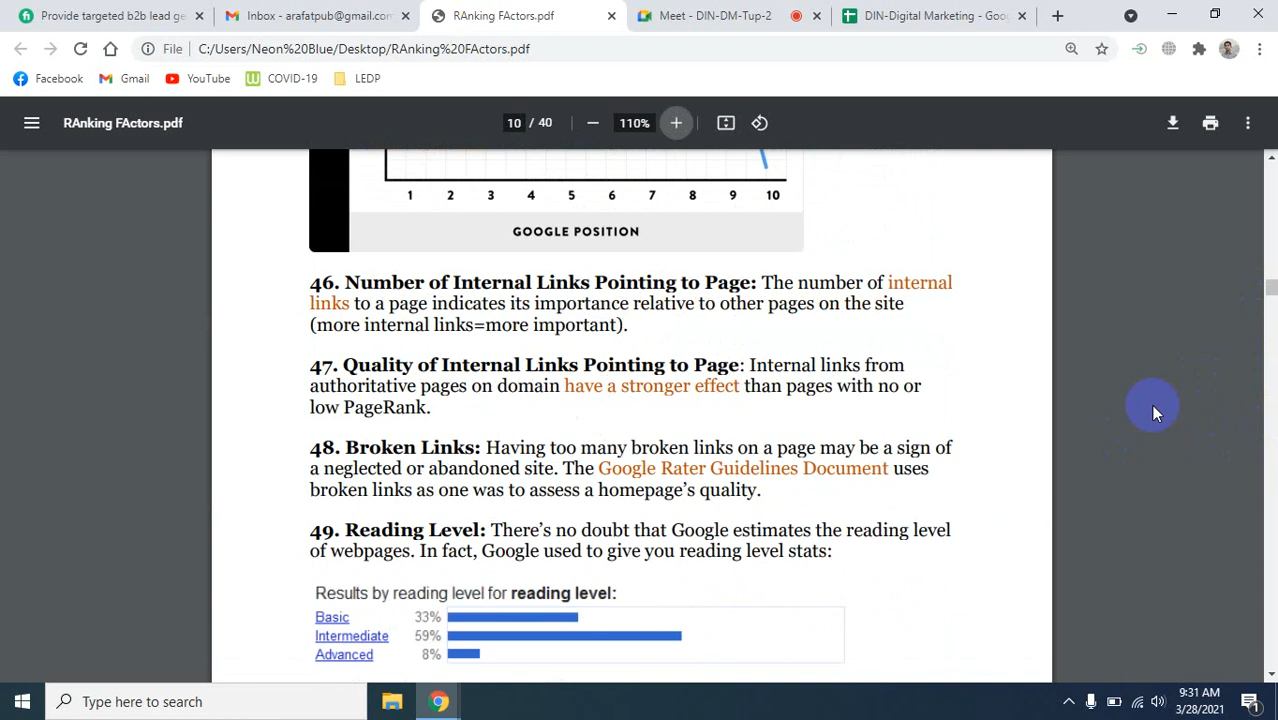 Provide targeted b2b lead ge
Inbox - arafatpub@gmail.com
RAnking FActors.pdf
Meet - DIN-DM-Tup-2
DIN-Digital Marketing - Goog
File
C:/Users/Neon%20Blue/Desktop/RAnking%20FActors.pdf
Facebook
Gmail
YouTube
COVID-19
LEDP
RAnking FActors.pdf
10 / 40
110%
1 2 3 4 5 6 7 8 9 10
GOOGLE POSITION
46. Number of Internal Links Pointing to Page: The number of internal
links to a page indicates its importance relative to other pages on the site
(more internal links=more important).
47. Quality of Internal Links Pointing to Page: Internal links from
authoritative pages on domain have a stronger effect than pages with no or
low PageRank.
48. Broken Links: Having too many broken links on a page may be a sign of
a neglected or abandoned site. The Google Rater Guidelines Document uses
broken links as one was to assess a homepage's quality.
49. Reading Level: There's no doubt that Google estimates the reading level
of webpages. In fact, Google used to give you reading level stats:
Results by reading level for reading level:
Basic 33%
Intermediate 59%
Advanced 8%
Type here to search
9:31 AM
3/28/2021